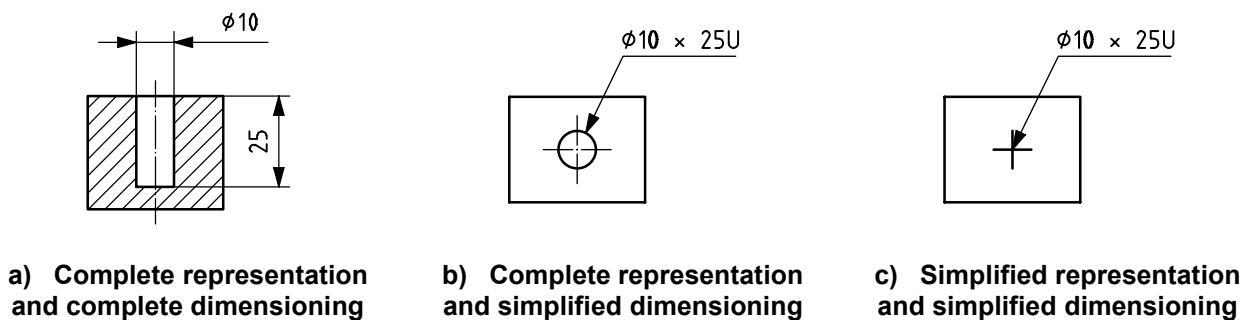 ϕ10
25
ϕ10 × 25U
ϕ10 × 25U
a) Complete representation
and complete dimensioning
b) Complete representation
and simplified dimensioning
c) Simplified representation
and simplified dimensioning